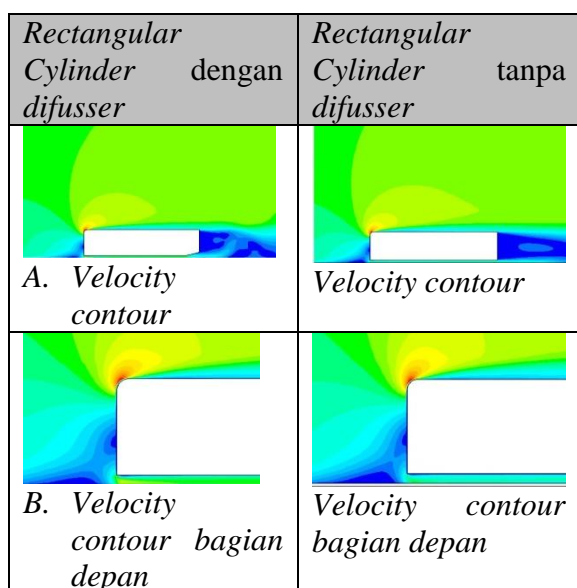 Rectangular
Cylinder dengan
difusser
Rectangular
Cylinder tanpa
difusser
A. Velocity
contour
Velocity contour
B. Velocity
contour bagian
depan
Velocity contour
bagian depan